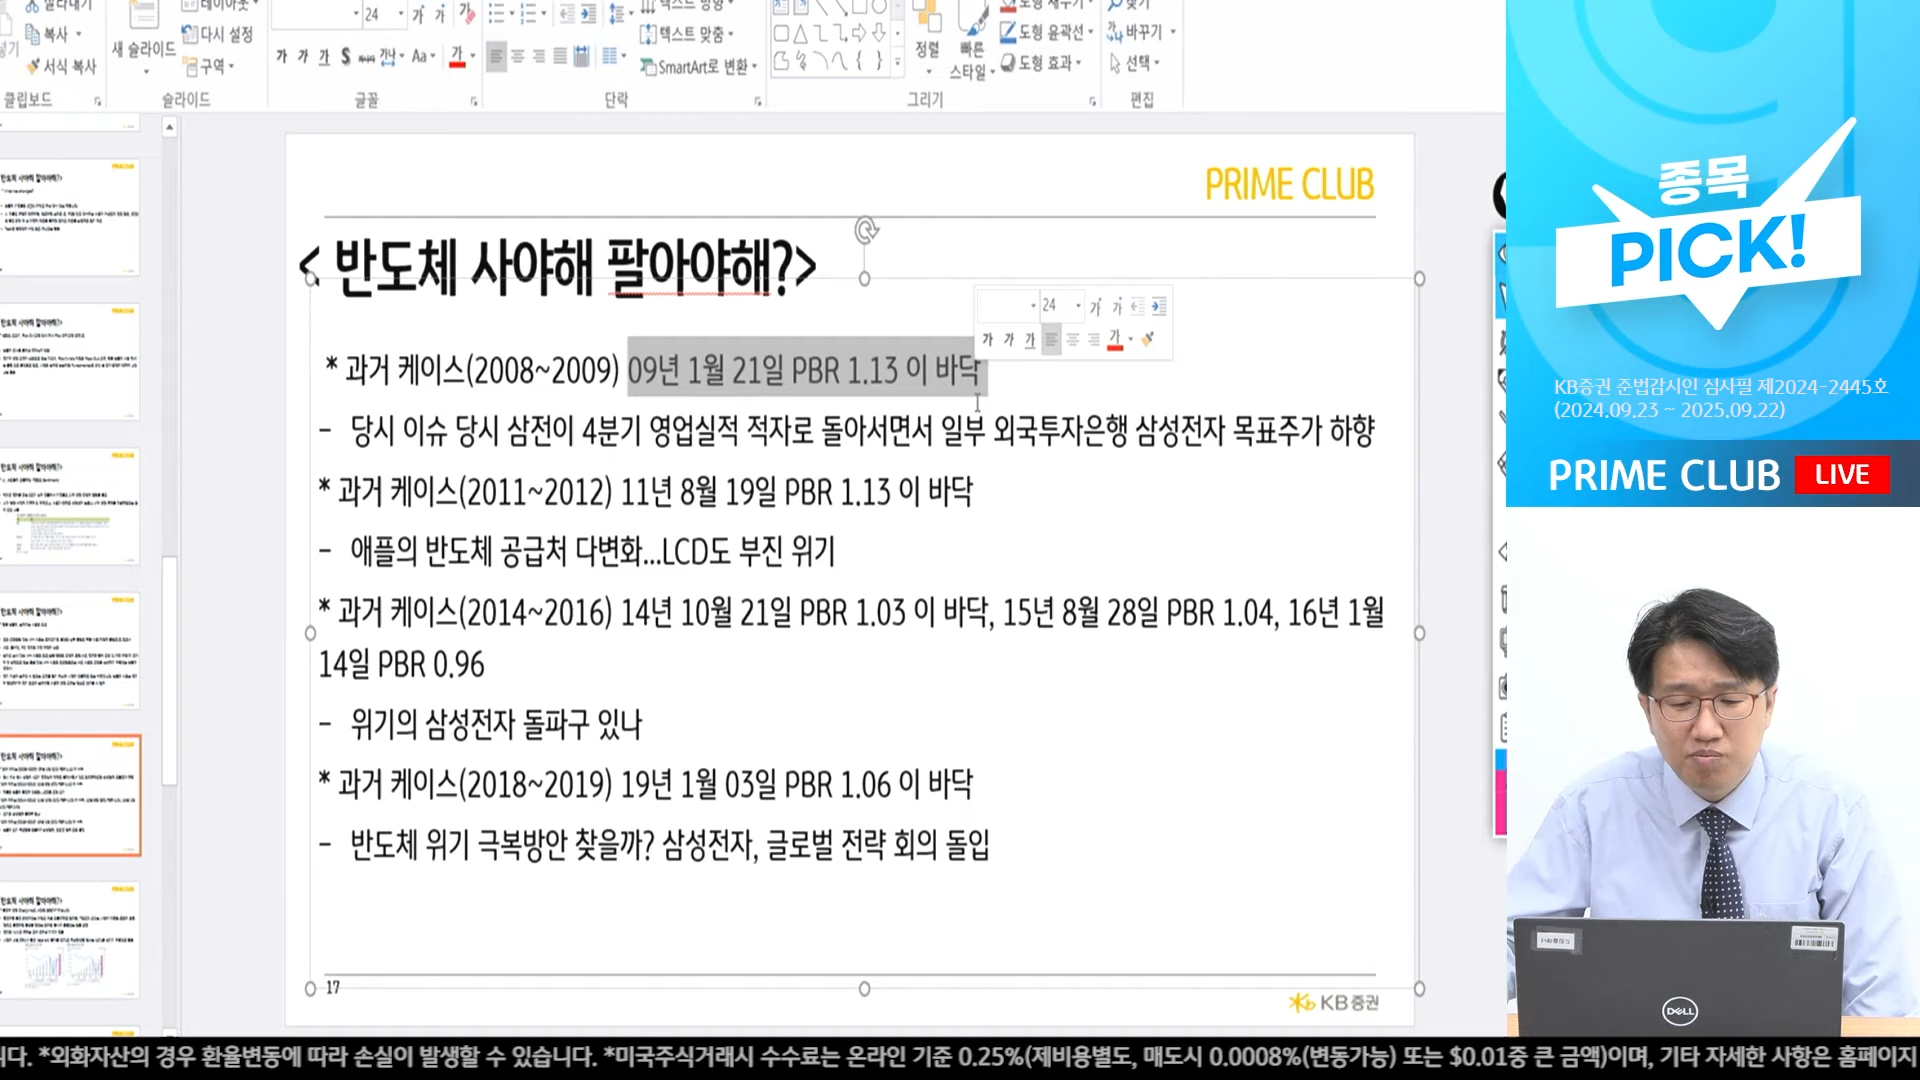 복사
서식 복사
클립보드
새 슬라이드
다시 설정
구역
슬라이드
24
글꼴
텍스트 맞춤
SmartArt로 변환
단락
정렬
빠른
스타일
도형 윤곽선
도형 효과
그리기
바꾸기
선택
편집
PRIME CLUB
< 반도체 사야해 팔아야해?>
24
* 과거 케이스(2008~2009) 09년 1월 21일 PBR 1.13 이 바닥
- 당시 이슈 당시 삼전이 4분기 영업실적 적자로 돌아서면서 일부 외국투자은행 삼성전자 목표주가 하향
* 과거 케이스(2011~2012) 11년 8월 19일 PBR 1.13 이 바닥
- 애플의 반도체 공급처 다변화...LCD도 부진 위기
* 과거 케이스(2014~2016) 14년 10월 21일 PBR 1.03 이 바닥, 15년 8월 28일 PBR 1.04, 16년 1월
14일 PBR 0.96
- 위기의 삼성전자 돌파구 있나
* 과거 케이스(2018~2019) 19년 1월 03일 PBR 1.06 이 바닥
- 반도체 위기 극복방안 찾을까? 삼성전자, 글로벌 전략 회의 돌입
17
KB증권
종목
PICK!
KB증권 준법감시인 심사필 제2024-2445호
(2024.09.23 ~ 2025.09.22)
PRIME CLUB LIVE
DELL
니다. *외화자산의 경우 환율변동에 따라 손실이 발생할 수 있습니다. *미국주식거래시 수수료는 온라인 기준 0.25%(제비용별도, 매도시 0.0008%(변동가능) 또는 $0.01중 큰 금액)이며, 기타 자세한 사항은 홈페이지